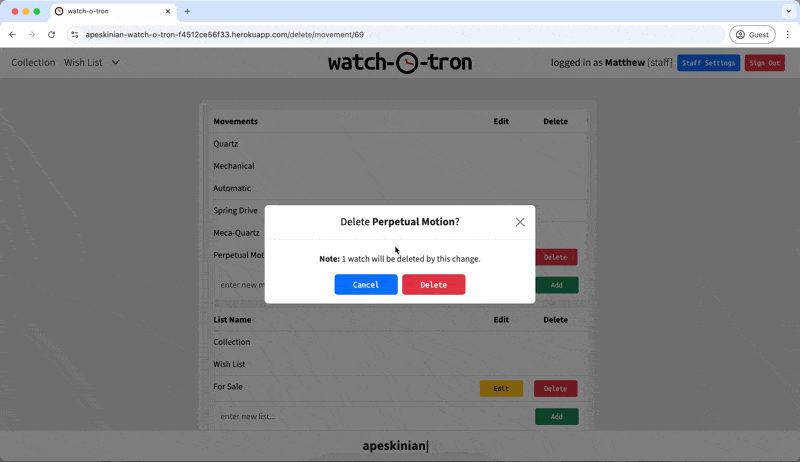 watch-o-tron
apeskinian-watch-o-tron-f4512ce56f33.herokuapp.com/delete/movement/69
Guest
Collection Wish List
watch-o-tron
logged in as Matthew [staff] Staff Settings Sign Out
Movements Edit Delete
Quartz
Mechanical
Automatic
Spring Drive
Meca-Quartz
Delete Perpetual Motion?
Note: 1 watch will be deleted by this change.
Cancel Delete
Perpetual Mot Delete
enter new m Add
List Name Edit Delete
Collection
Wish List
For Sale Edit Delete
enter new list... Add
apeskinian|